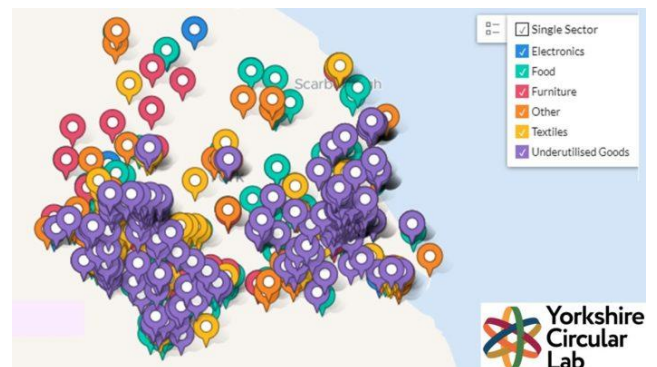 Single Sector
Electronics
Food
Furniture
Other
Textiles
Underutilised Goods
Yorkshire
Circular
Lab